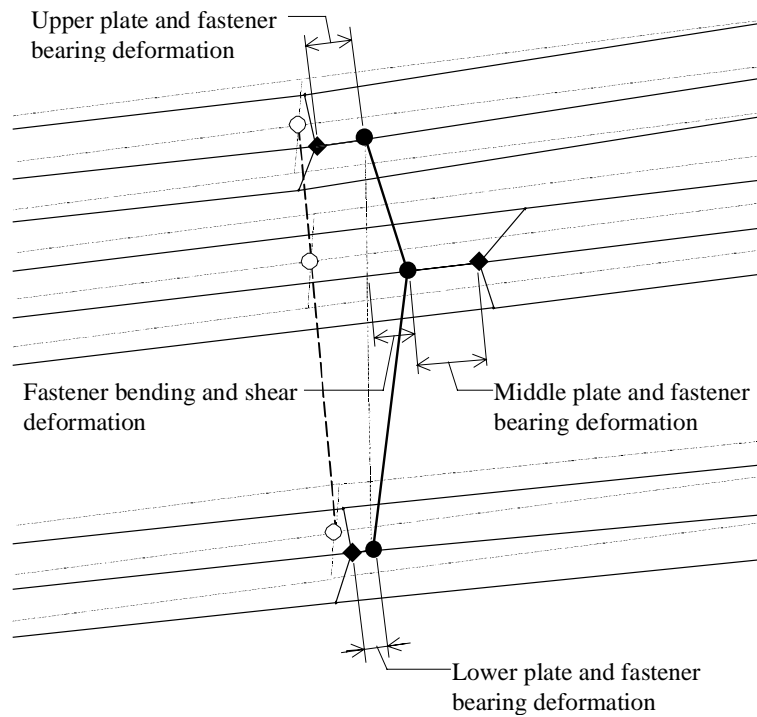 Upper plate and fastener
bearing deformation
Fastener bending and shear
deformation
Middle plate and fastener
bearing deformation
Lower plate and fastener
bearing deformation